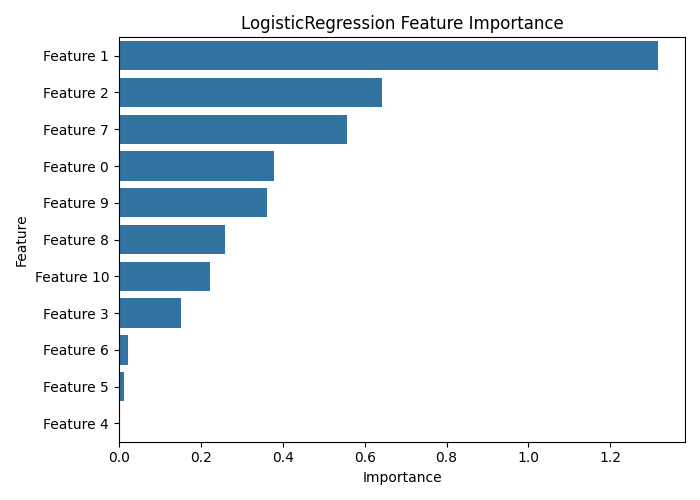 LogisticRegression Feature Importance
Feature 1
Feature 2
Feature 7
Feature 0
Feature 9
Feature 8
Feature 10
Feature 3
Feature 6
Feature 5
Feature 4
Feature
0.0 0.2 0.4 0.6 0.8 1.0 1.2
Importance